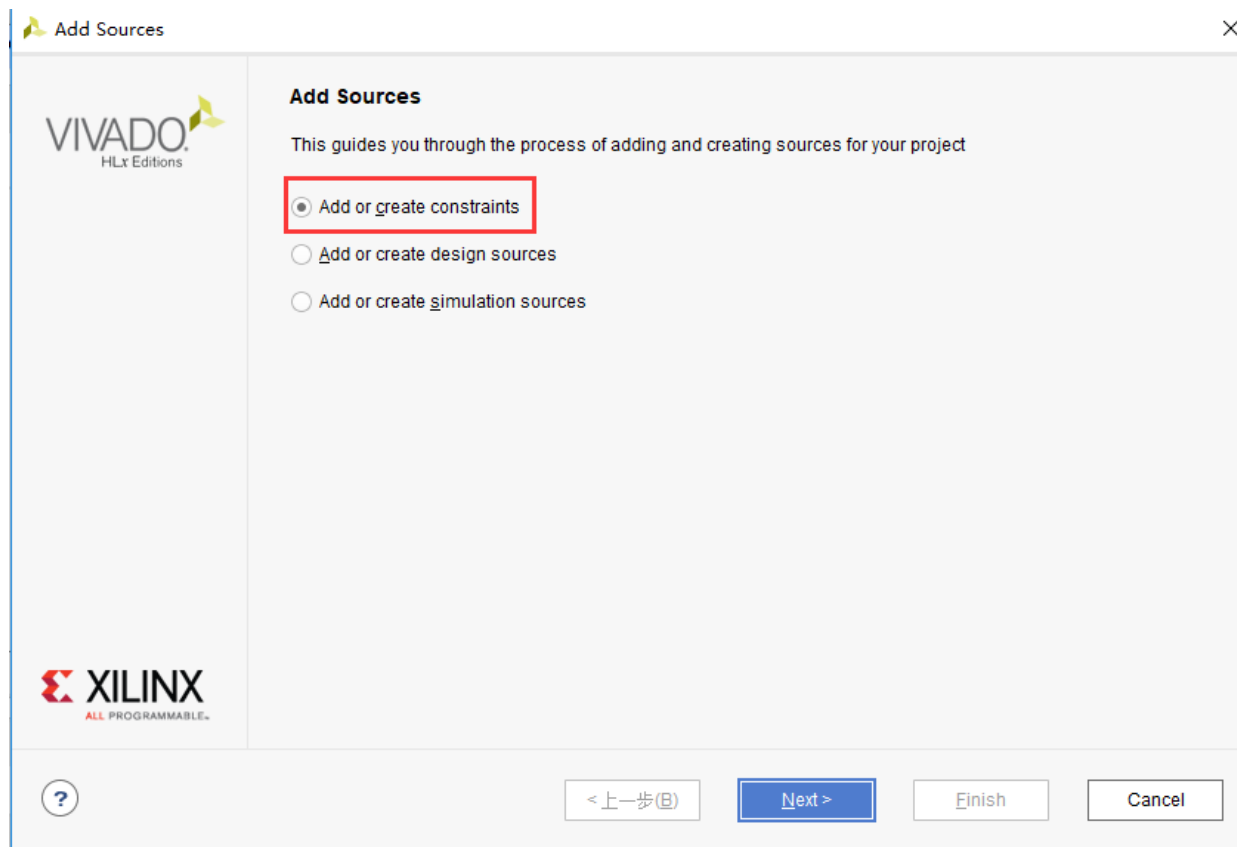 Add Sources
VIVADO.
HLx Editions
Add Sources
This guides you through the process of adding and creating sources for your project
Add or create constraints
Add or create design sources
Add or create simulation sources
XILINX
ALL PROGRAMMABLE™
?
<上一步(B)
Next >
Finish
Cancel